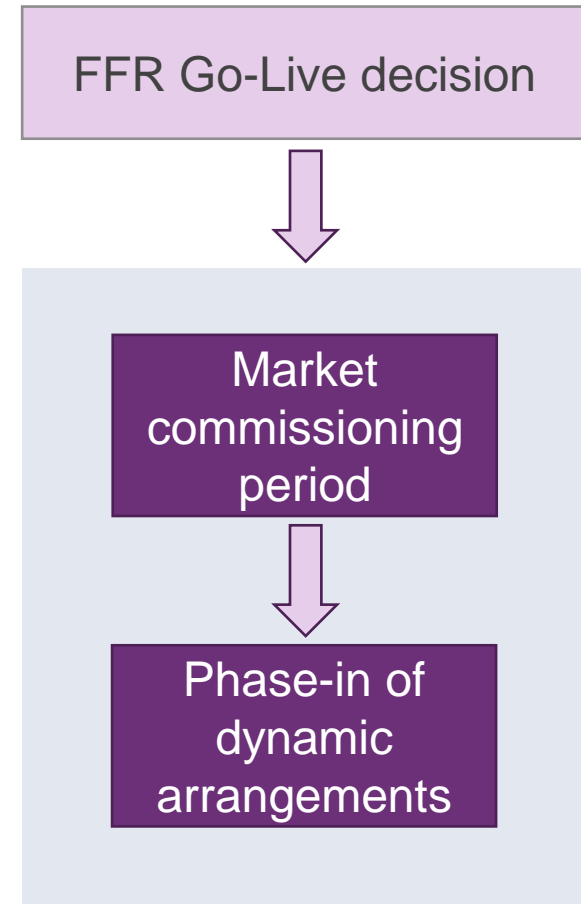 FFR Go-Live decision
Market
commissioning
period
Phase-in of
dynamic
arrangements